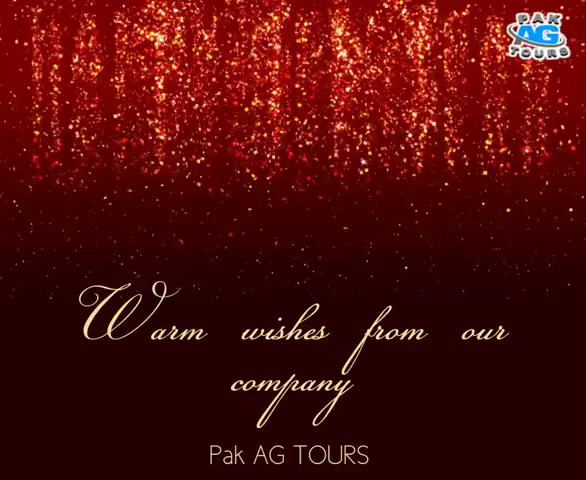 PAK
AG
TOURS
Warm wishes from our
company
Pak AG TOURS